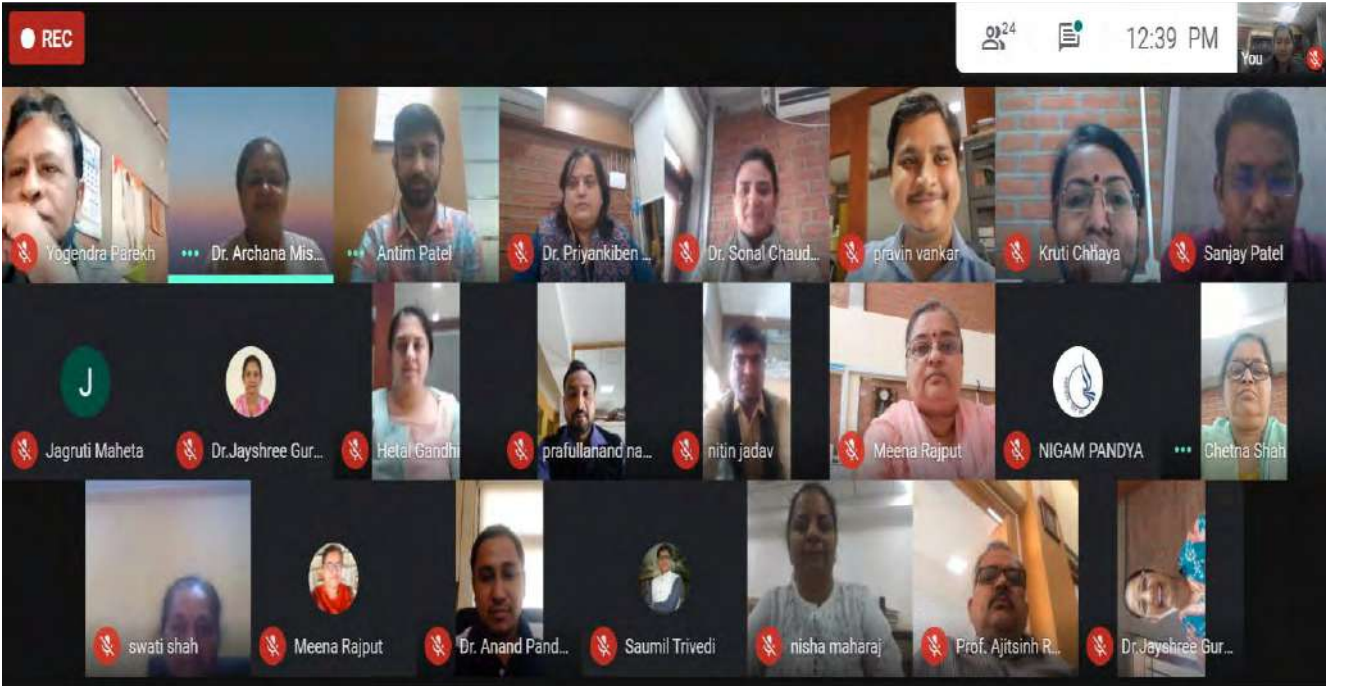 REC
24
12:39 PM
You
Yogendra Parekh
Dr. Archana Mis...
Antim Patel
Dr. Priyankiben ...
Dr. Sonal Chaud...
pravin vankar
Kruti Chhaya
Sanjay Patel
J
Jagruti Maheta
Dr.Jayshree Gur...
Hetal Gandhi
prafullanand na...
nitin jadav
Meena Rajput
NIGAM PANDYA
Chetna Shah
swati shah
Meena Rajput
Dr. Anand Pand...
Saumil Trivedi
nisha maharaj
Prof. Ajitsinh R...
Dr.Jayshree Gur...